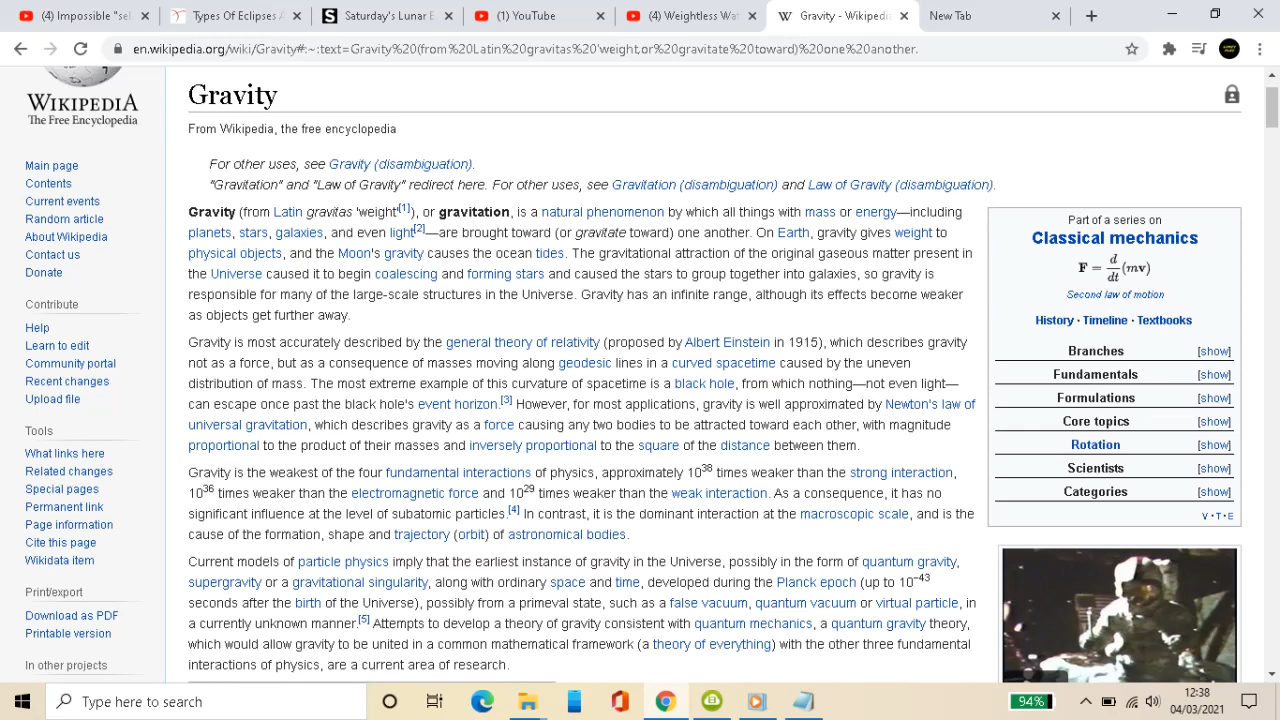 (4) Impossible "sel
Types Of Eclipses
Saturday's Lunar E
(1) YouTube
(4) Weightless Wat
Gravity - Wikipedi
New Tab
en.wikipedia.org/wiki/Gravity#:~:text=Gravity%20(from%20Latin%20gravitas 'weight,or%20gravitate%20toward)%20one%20another.
WIKIPEDIA
The Free Encyclopedia
Main page
Contents
Current events
Random article
About Wikipedia
Contact us
Donate
Contribute
Help
Learn to edit
Community portal
Recent changes
Upload file
Tools
What links here
Related changes
Special pages
Permanent link
Page information
Cite this page
Wikidata item
Print/export
Download as PDF
Printable version
In other projects
Gravity
From Wikipedia, the free encyclopedia
For other uses, see Gravity (disambiguation).
"Gravitation" and "Law of Gravity" redirect here. For other uses, see Gravitation (disambiguation) and Law of Gravity (disambiguation).
Gravity (from Latin gravitas 'weight'[1]), or gravitation, is a natural phenomenon by which all things with mass or energy—including
planets, stars, galaxies, and even light[2]—are brought toward (or gravitate toward) one another. On Earth, gravity gives weight to
physical objects, and the Moon's gravity causes the ocean tides. The gravitational attraction of the original gaseous matter present in
the Universe caused it to begin coalescing and forming stars and caused the stars to group together into galaxies, so gravity is
responsible for many of the large-scale structures in the Universe. Gravity has an infinite range, although its effects become weaker
as objects get further away.
Gravity is most accurately described by the general theory of relativity (proposed by Albert Einstein in 1915), which describes gravity
not as a force, but as a consequence of masses moving along geodesic lines in a curved spacetime caused by the uneven
distribution of mass. The most extreme example of this curvature of spacetime is a black hole, from which nothing—not even light—
can escape once past the black hole's event horizon.[3] However, for most applications, gravity is well approximated by Newton's law of
universal gravitation, which describes gravity as a force causing any two bodies to be attracted toward each other, with magnitude
proportional to the product of their masses and inversely proportional to the square of the distance between them.
Gravity is the weakest of the four fundamental interactions of physics, approximately 10³⁸ times weaker than the strong interaction,
10³⁶ times weaker than the electromagnetic force and 10²⁹ times weaker than the weak interaction. As a consequence, it has no
significant influence at the level of subatomic particles.[4] In contrast, it is the dominant interaction at the macroscopic scale, and is the
cause of the formation, shape and trajectory (orbit) of astronomical bodies.
Current models of particle physics imply that the earliest instance of gravity in the Universe, possibly in the form of quantum gravity,
supergravity or a gravitational singularity, along with ordinary space and time, developed during the Planck epoch (up to 10⁻⁴³
seconds after the birth of the Universe), possibly from a primeval state, such as a false vacuum, quantum vacuum or virtual particle, in
a currently unknown manner.[5] Attempts to develop a theory of gravity consistent with quantum mechanics, a quantum gravity theory,
which would allow gravity to be united in a common mathematical framework (a theory of everything) with the other three fundamental
interactions of physics, are a current area of research.
Part of a series on
Classical mechanics
F = d/dt (mv)
Second law of motion
History · Timeline · Textbooks
Branches [show]
Fundamentals [show]
Formulations [show]
Core topics [show]
Rotation [show]
Scientists [show]
Categories [show]
V · T · E
Type here to search
94%
12:38
04/03/2021